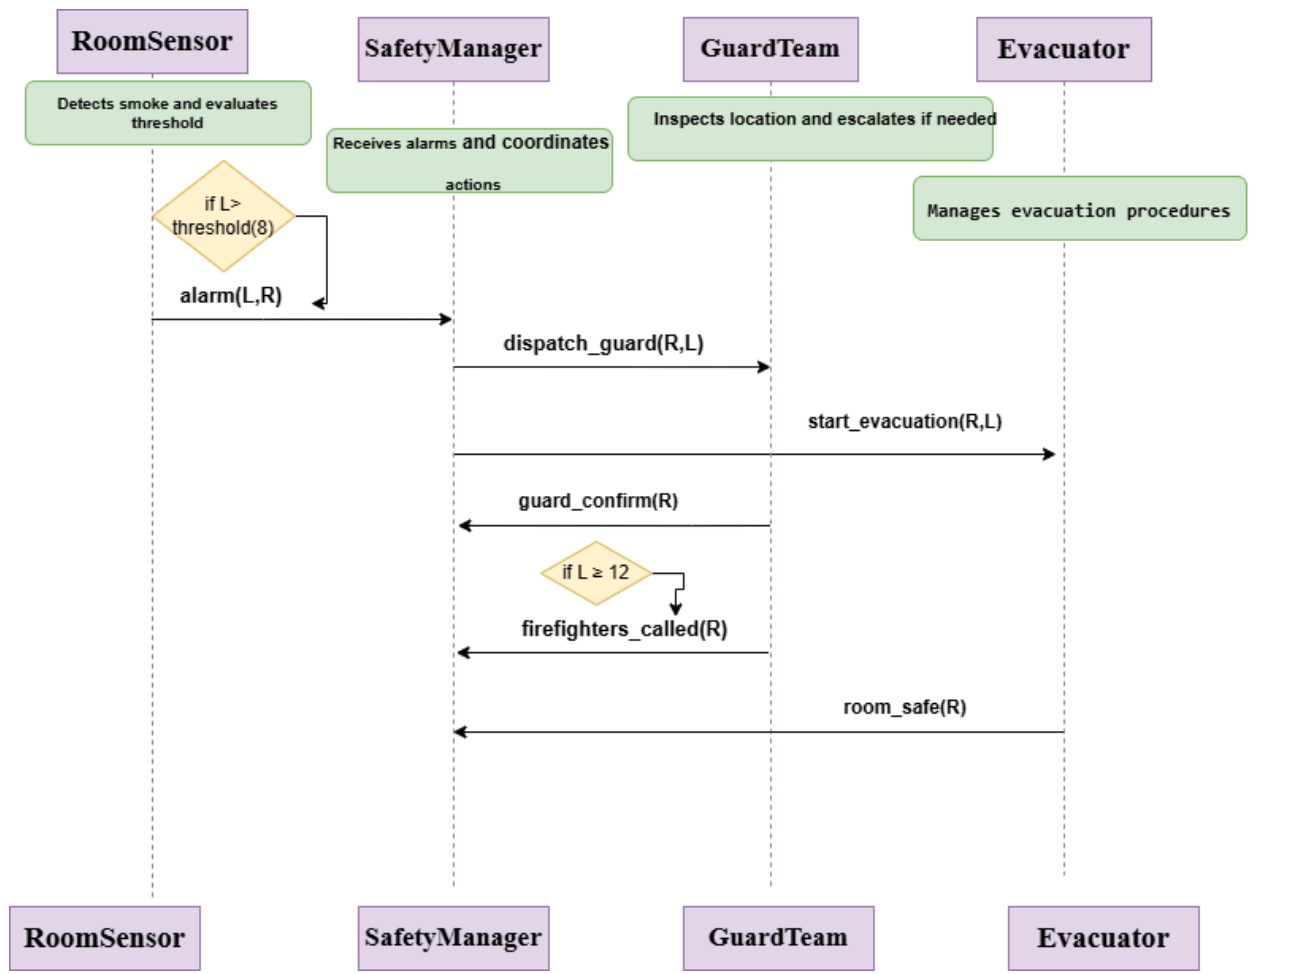 RoomSensor
SafetyManager
GuardTeam
Evacuator
Detects smoke and evaluates
threshold
Receives alarms and coordinates
actions
Inspects location and escalates if needed
Manages evacuation procedures
if L>
threshold(8)
alarm(L,R)
dispatch_guard(R,L)
start_evacuation(R,L)
guard_confirm(R)
if L ≥ 12
firefighters_called(R)
room_safe(R)
RoomSensor
SafetyManager
GuardTeam
Evacuator